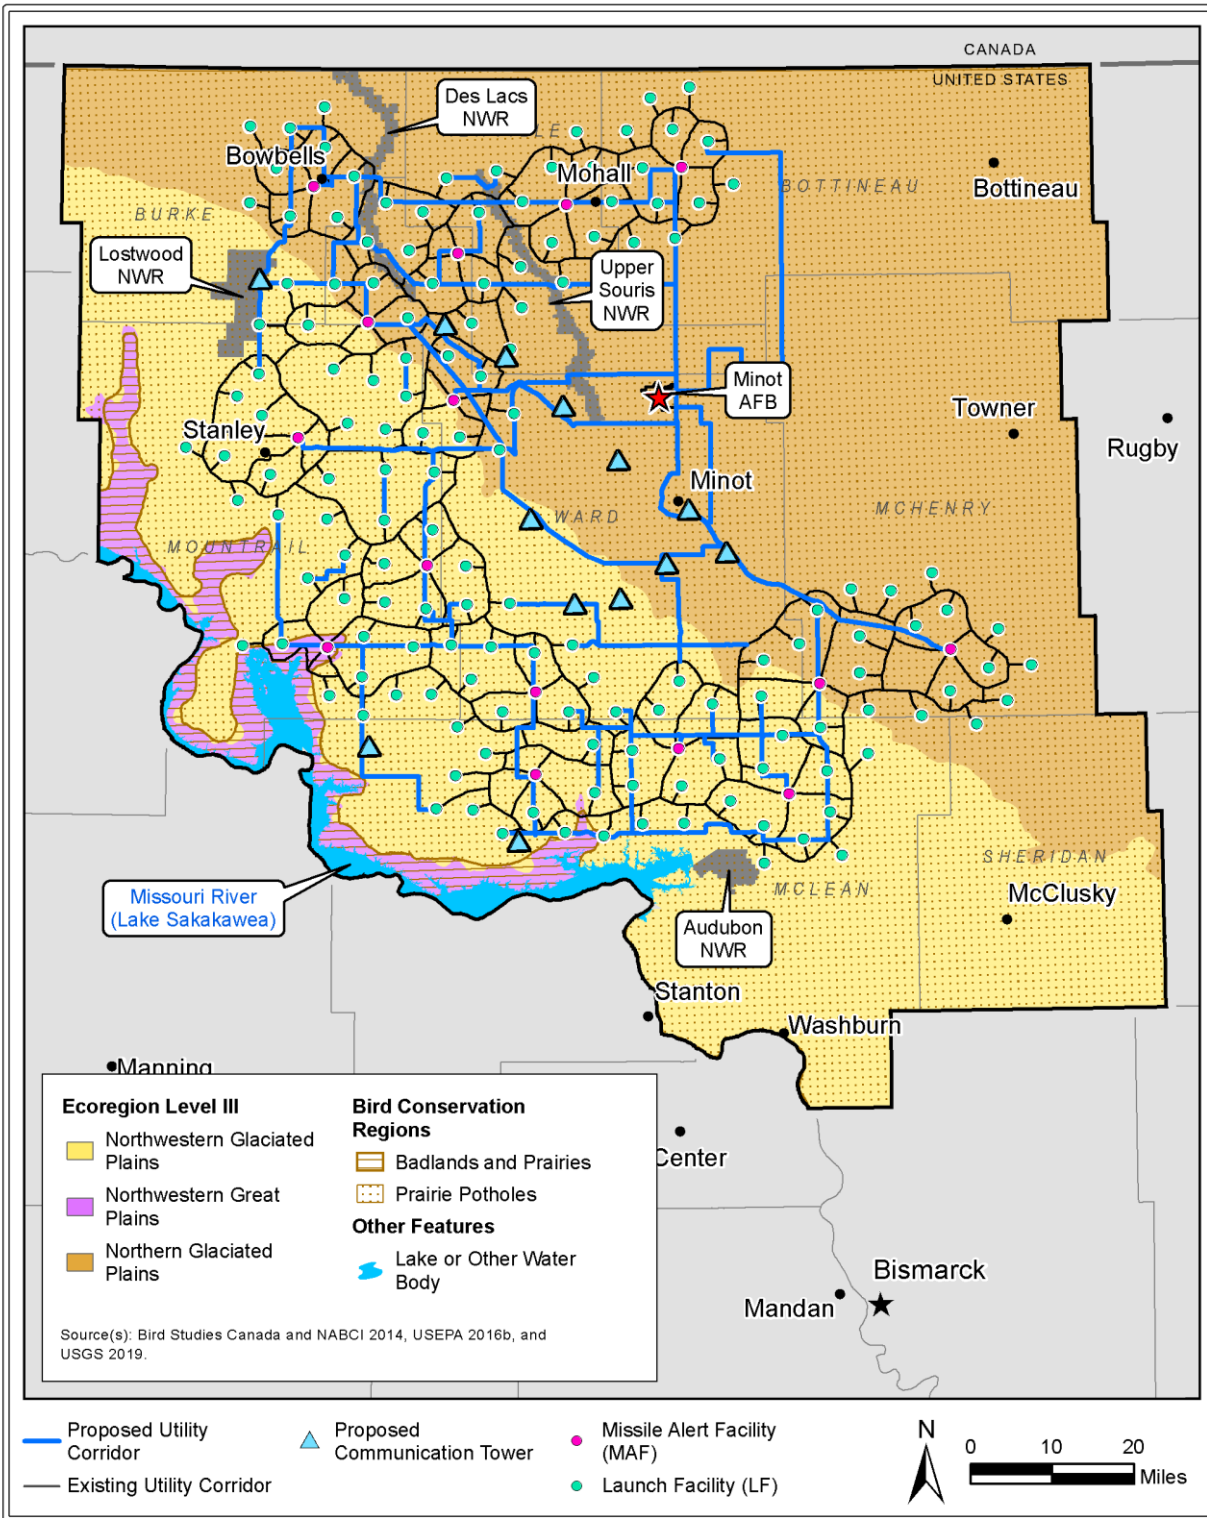 CANADA
UNITED STATES
Des Lacs
NWR
LE
Bowbells
Mohall
Bottineau
BOTTINEAU
BURKE
Lostwood
NWR
Upper
Souris
NWR
Minot
AFB
Towner
Rugby
Stanley
Minot
WARD
MCHENRY
MOUNTRAIL
SHERIDAN
MCLEAN
McClusky
Missouri River
(Lake Sakakawea)
Audubon
NWR
Stanton
Washburn
Manning
Center
Bismarck
Mandan
Ecoregion Level III
Northwestern Glaciated
Plains
Northwestern Great
Plains
Northern Glaciated
Plains
Bird Conservation
Regions
Badlands and Prairies
Prairie Potholes
Other Features
Lake or Other Water
Body
Source(s): Bird Studies Canada and NABCI 2014, USEPA 2016b, and
USGS 2019.
Proposed Utility
Corridor
Existing Utility Corridor
Proposed
Communication Tower
Missile Alert Facility
(MAF)
Launch Facility (LF)
N
0 10 20
Miles